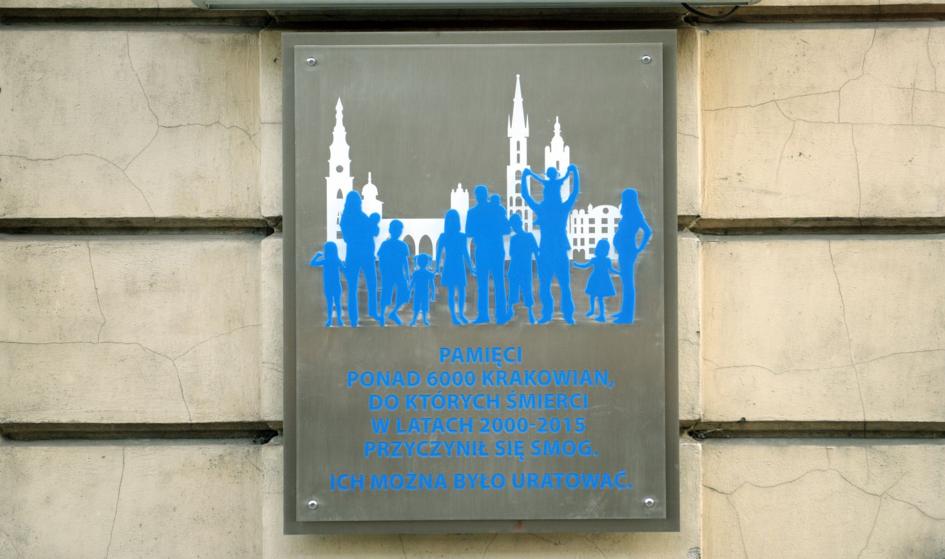 PAMIĘCI
PONAD 6000 KRAKOWIAN,
DO KTÓRYCH ŚMIERCI
W LATACH 2000-2015
PRZYCZYNIŁ SIĘ SMOG.
ICH MOŻNA BYŁO URATOWAĆ.